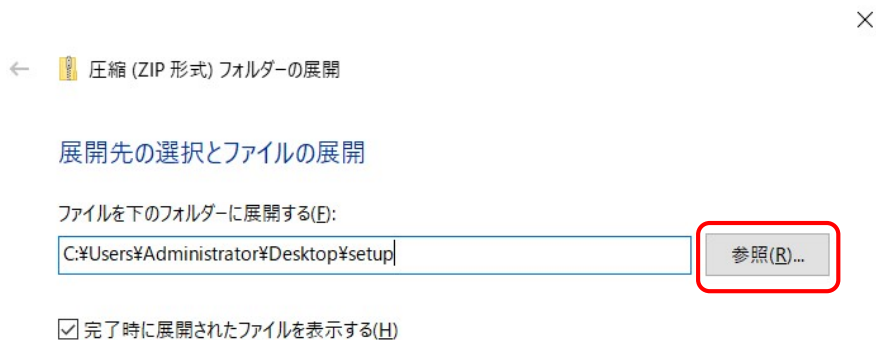 圧縮 (ZIP 形式) フォルダーの展開
展開先の選択とファイルの展開
ファイルを下のフォルダーに展開する(F):
C:¥Users¥Administrator¥Desktop¥setup
参照(R)...
完了時に展開されたファイルを表示する(H)